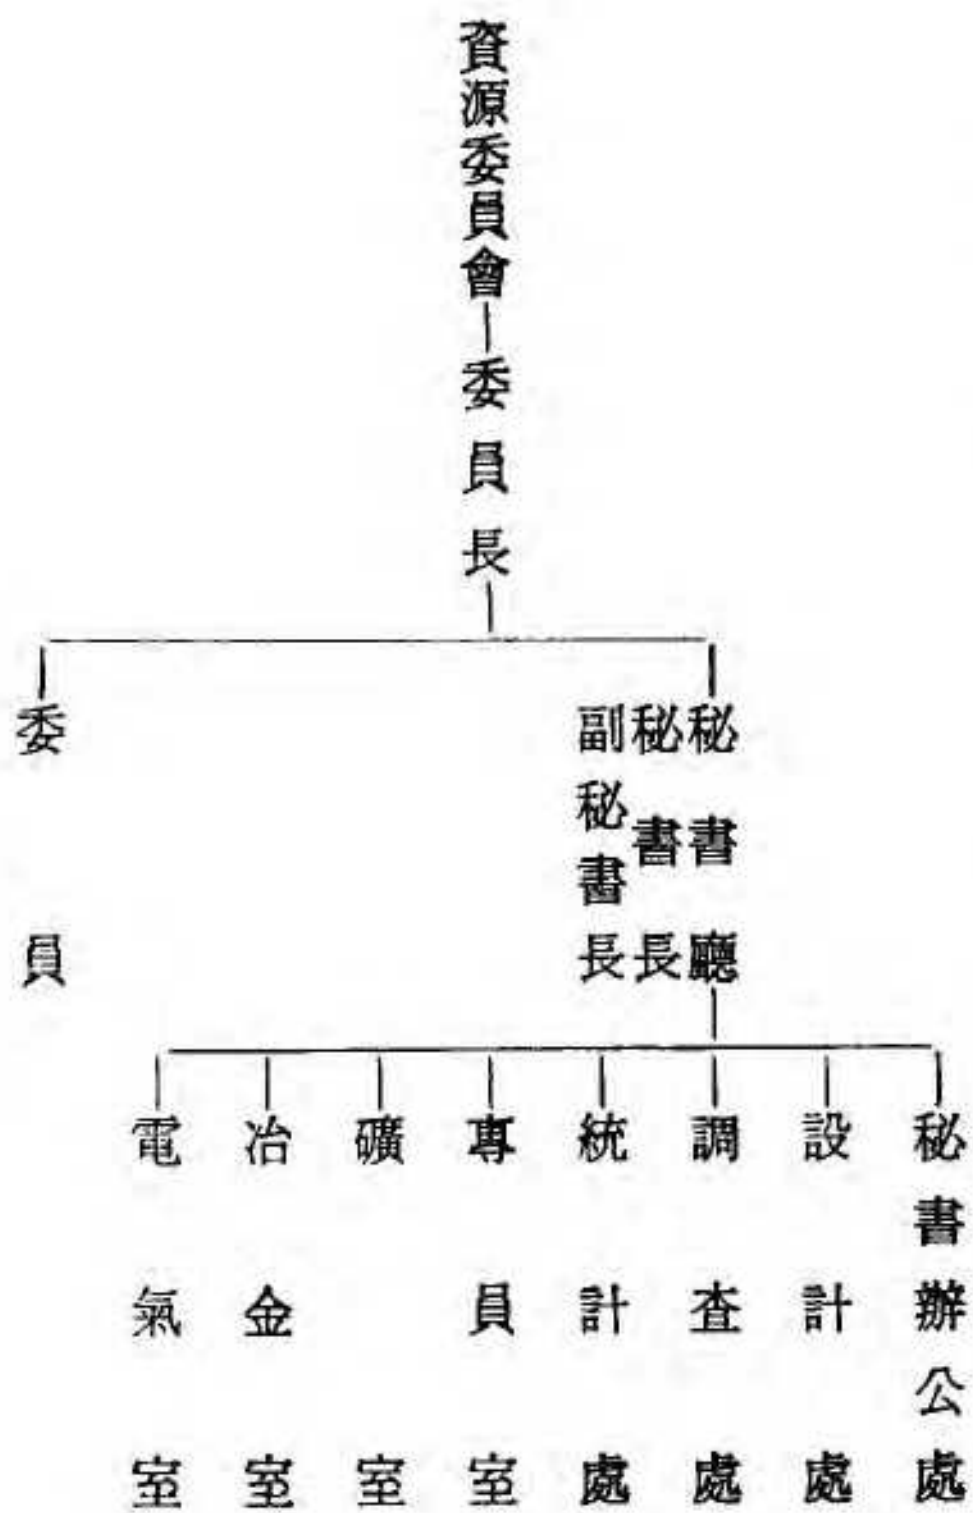 資源委員會—委員長
秘書廳
秘書長
副秘書長
委員
秘書辦公處
設計處
調查處
統計處
專員室
礦室
冶金室
電氣室